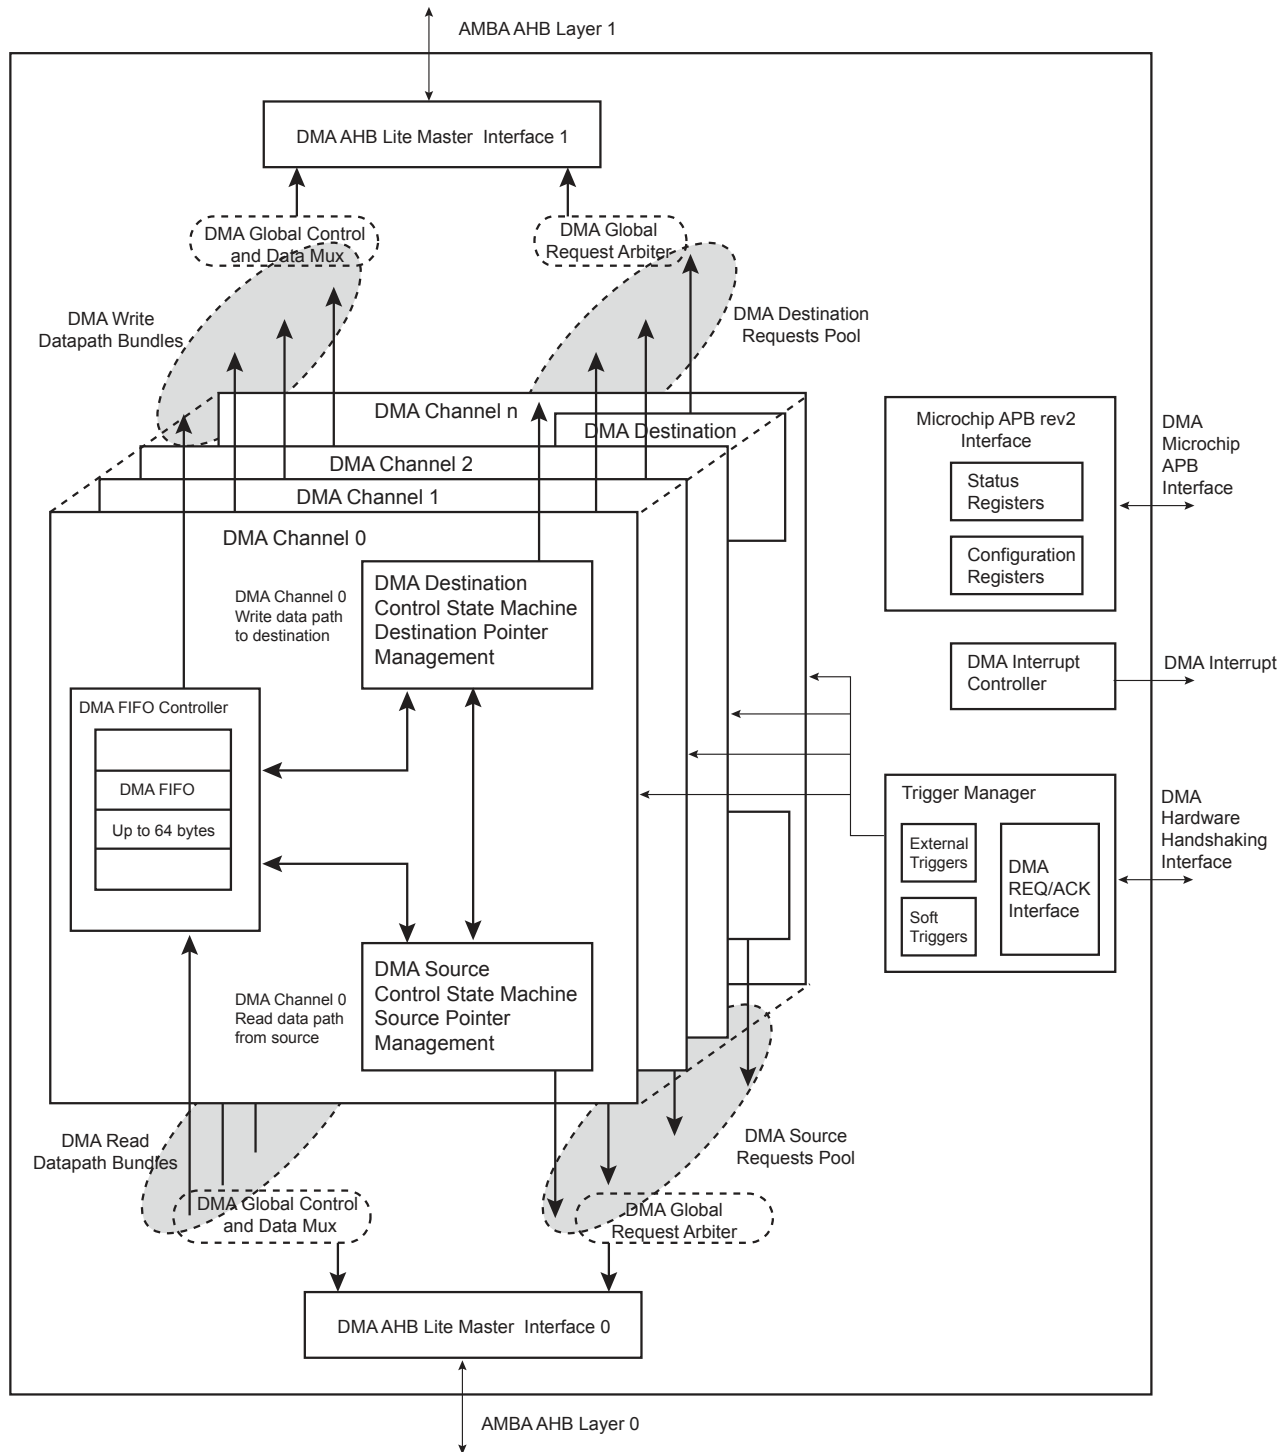 AMBA AHB Layer 1
DMA AHB Lite Master Interface 1
DMA Global Control
and Data Mux
DMA Global
Request Arbiter
DMA Write
Datapath Bundles
DMA Destination
Requests Pool
DMA Channel n
DMA Destination
DMA Channel 2
DMA Channel 1
DMA Channel 0
DMA Channel 0
Write data path
to destination
DMA Destination
Control State Machine
Destination Pointer
Management
DMA FIFO Controller
DMA FIFO
Up to 64 bytes
DMA Channel 0
Read data path
from source
DMA Source
Control State Machine
Source Pointer
Management
Microchip APB rev2
Interface
Status
Registers
Configuration
Registers
DMA
Microchip
APB
Interface
DMA Interrupt
Controller
DMA Interrupt
Trigger Manager
External
Triggers
Soft
Triggers
DMA
REQ/ACK
Interface
DMA
Hardware
Handshaking
Interface
DMA Read
Datapath Bundles
DMA Source
Requests Pool
DMA Global Control
and Data Mux
DMA Global
Request Arbiter
DMA AHB Lite Master Interface 0
AMBA AHB Layer 0